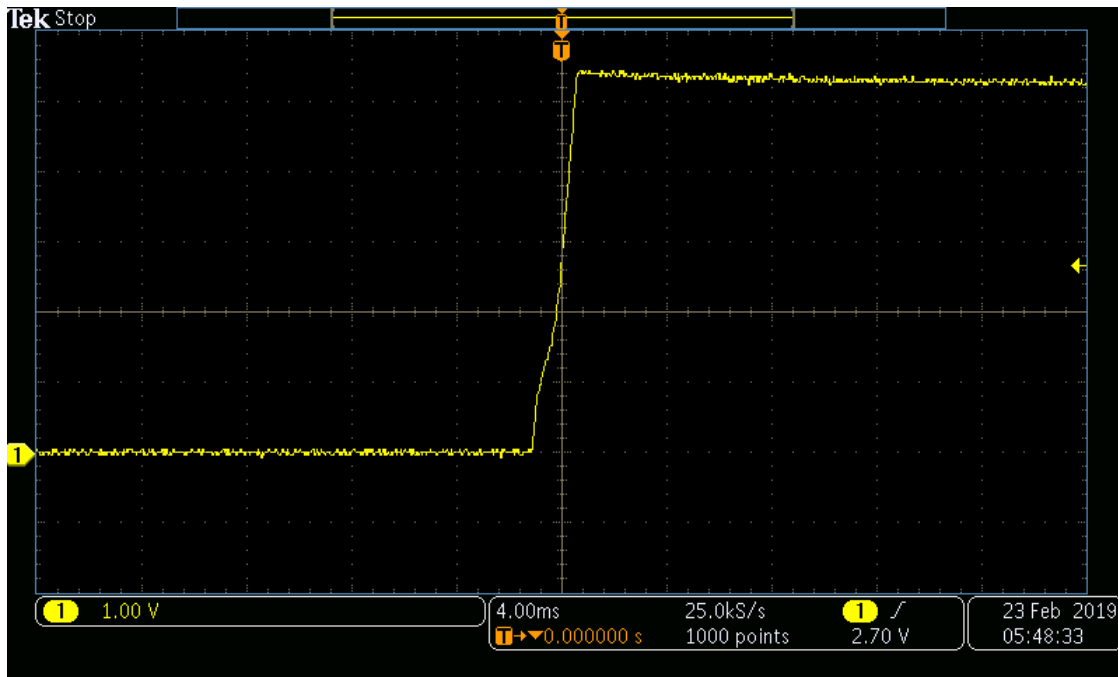 Tek Stop
T
T
1
1 1.00 V
4.00ms 25.0kS/s 1 2.70 V
T→▼0.000000 s 1000 points
23 Feb 2019
05:48:33